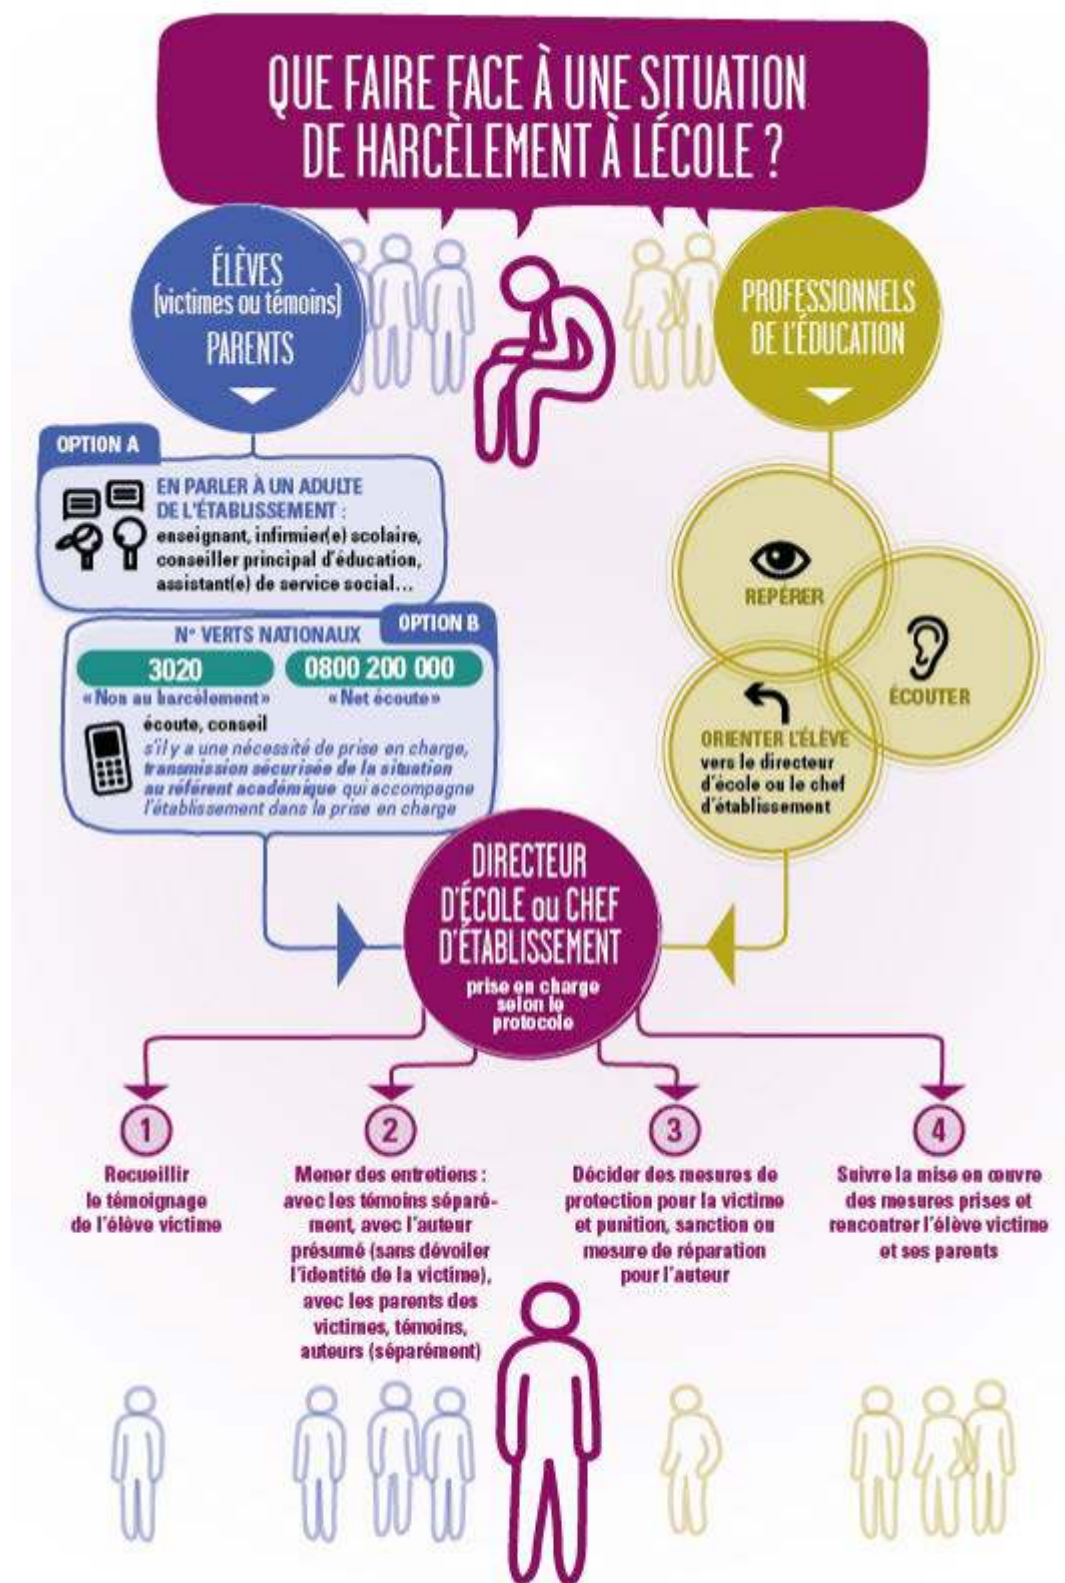 QUE FAIRE FACE À UNE SITUATION
DE HARCÈLEMENT À LÉCOLE ?
ÉLÈVES
(victimes ou témoins)
PARENTS
PROFESSIONNELS
DE L'ÉDUCATION
OPTION A
EN PARLER À UN ADULTE
DE L'ÉTABLISSEMENT :
enseignant, infirmier(e) scolaire,
conseiller principal d'éducation,
assistant(e) de service social...
OPTION B
N° VERTS NATIONAUX
3020
« Non au harcèlement »
0800 200 000
« Net écoute »
écoute, conseil
s'il y a une nécessité de prise en charge,
transmission sécurisée de la situation
au référent académique qui accompagne
l'établissement dans la prise en charge
REPÉRER
ÉCOUTER
ORIENTER L'ÉLÈVE
vers le directeur
d'école ou le chef
d'établissement
DIRECTEUR
D'ÉCOLE ou CHEF
D'ÉTABLISSEMENT
prise en charge
selon le
protocole
1
Recueillir
le témoignage
de l'élève victime
2
Mener des entretiens :
avec les témoins séparé-
ment, avec l'auteur
présumé (sans dévoiler
l'identité de la victime),
avec les parents des
victimes, témoins,
auteurs (séparément)
3
Décider des mesures de
protection pour la victime
et punition, sanction ou
mesure de réparation
pour l'auteur
4
Suivre la mise en œuvre
des mesures prises et
rencontrer l'élève victime
et ses parents